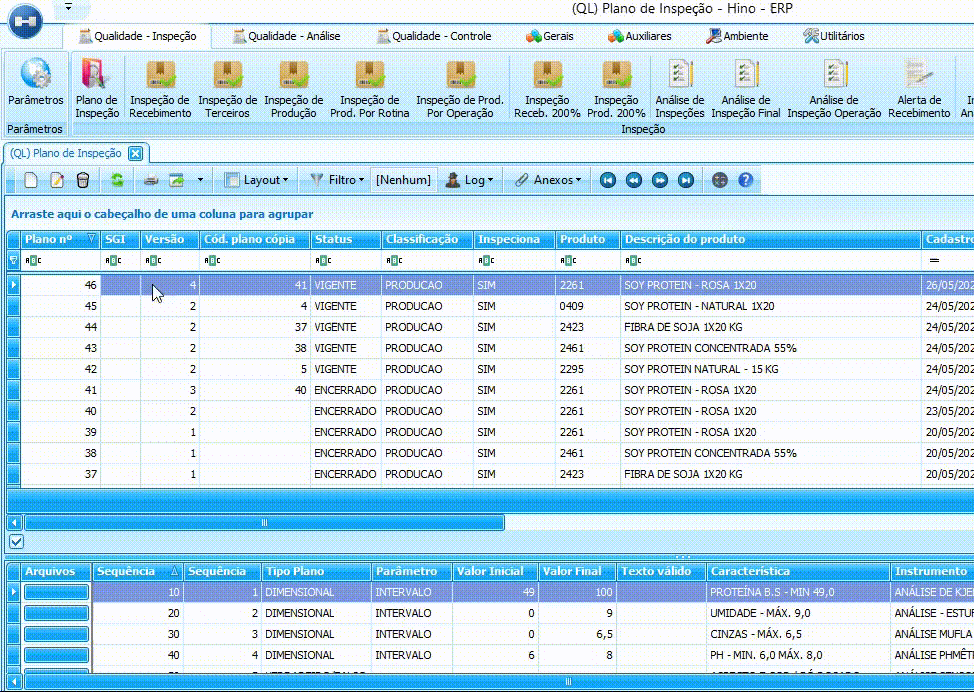 (QL) Plano de Inspeção - Hino - ERP
Qualidade - Inspeção Qualidade - Análise Qualidade - Controle Gerais Auxiliares Ambiente Utilitários
Parâmetros Plano de Inspeção Inspeção de Recebimento Inspeção de Terceiros Inspeção de Produção Inspeção de Prod. Por Rotina Inspeção de Prod. Por Operação Inspeção Receb. 200% Inspeção Prod. 200% Análise de Inspeções Análise de Inspeção Final Análise de Inspeção Operação Alerta de Recebimento
Parâmetros Inspeção
(QL) Plano de Inspeção
Layout Filtro [Nenhum] Log Anexos
Arraste aqui o cabeçalho de uma coluna para agrupar
Plano nº SGI Versão Cód. plano cópia Status Classificação Inspeciona Produto Descrição do produto Cadastro
46 4 41 VIGENTE PRODUCAO SIM 2261 SOY PROTEIN - ROSA 1X20 26/05/202
45 2 4 VIGENTE PRODUCAO SIM 0409 SOY PROTEIN - NATURAL 1X20 24/05/202
44 2 37 VIGENTE PRODUCAO SIM 2423 FIBRA DE SOJA 1X20 KG 24/05/202
43 2 38 VIGENTE PRODUCAO SIM 2461 SOY PROTEIN CONCENTRADA 55% 24/05/202
42 2 5 VIGENTE PRODUCAO SIM 2295 SOY PROTEIN NATURAL - 15 KG 24/05/202
41 3 40 ENCERRADO PRODUCAO SIM 2261 SOY PROTEIN - ROSA 1X20 24/05/202
40 2 ENCERRADO PRODUCAO SIM 2261 SOY PROTEIN - ROSA 1X20 23/05/202
39 1 ENCERRADO PRODUCAO SIM 2261 SOY PROTEIN - ROSA 1X20 20/05/202
38 1 ENCERRADO PRODUCAO SIM 2461 SOY PROTEIN CONCENTRADA 55% 20/05/202
37 1 ENCERRADO PRODUCAO SIM 2423 FIBRA DE SOJA 1X20 KG 20/05/202
Arquivos Sequência Sequência Tipo Plano Parâmetro Valor Inicial Valor Final Texto válido Característica Instrumento
10 1 DIMENSIONAL INTERVALO 49 100 PROTEÍNA B.S - MIN 49,0 ANÁLISE DE KJE
20 2 DIMENSIONAL INTERVALO 0 9 UMIDADE - MÁX. 9,0 ANÁLISE - ESTU
30 3 DIMENSIONAL INTERVALO 0 6,5 CINZAS - MÁX. 6,5 ANÁLISE MUFLA
40 4 DIMENSIONAL INTERVALO 6 8 PH - MIN. 6,0 MÁX. 8,0 ANÁLISE PHMÊT